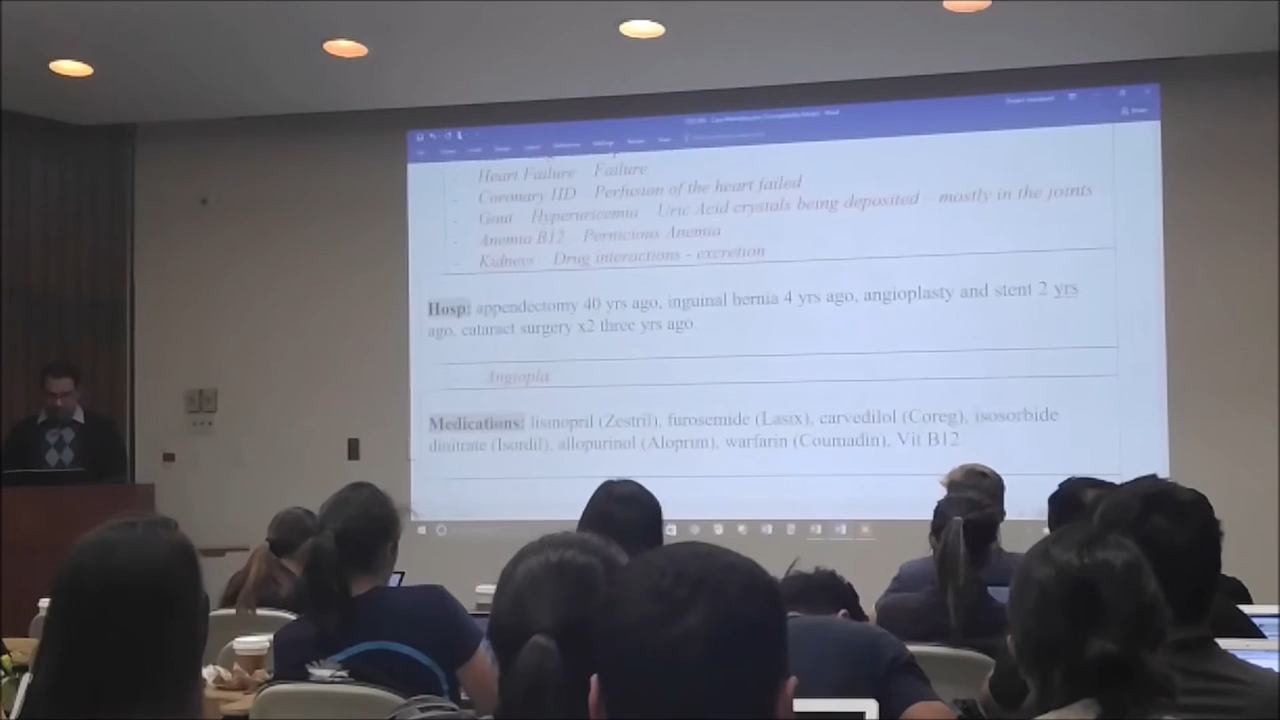 Heart Failure Failure
Coronary HD Perfusion of the heart failed
Gout Hyperuricemia Uric Acid crystals being deposited - mostly in the joints
Anemia B12 Pernicious Anemia
Kidneys Drug interactions - excretion
Hosp: appendectomy 40 yrs ago, inguinal hernia 4 yrs ago, angioplasty and stent 2 yrs
ago, cataract surgery x2 three yrs ago.
Angiopla
Medications: lisinopril (Zestril), furosemide (Lasix), carvedilol (Coreg), isosorbide
dinitrate (Isordil), allopurinol (Aloprim), warfarin (Coumadin), Vit B12